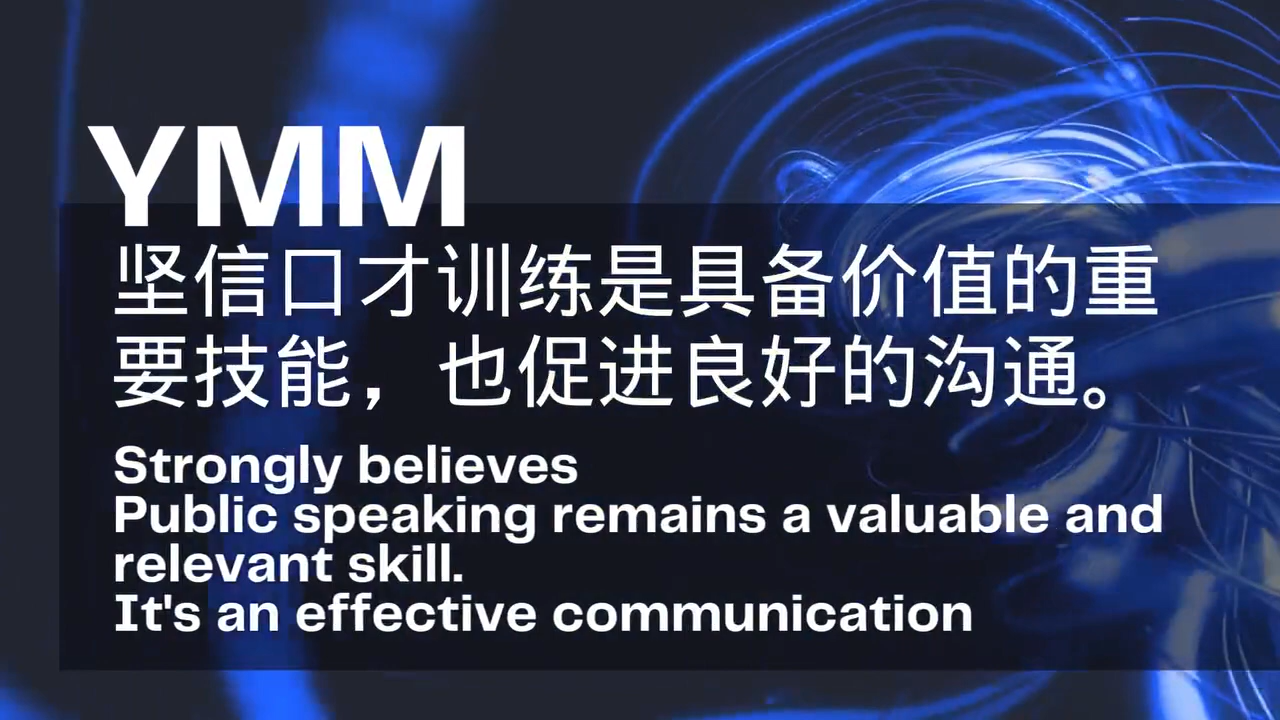 YMM
坚信口才训练是具备价值的重
要技能，也促进良好的沟通。
Strongly believes
Public speaking remains a valuable and
relevant skill.
It's an effective communication